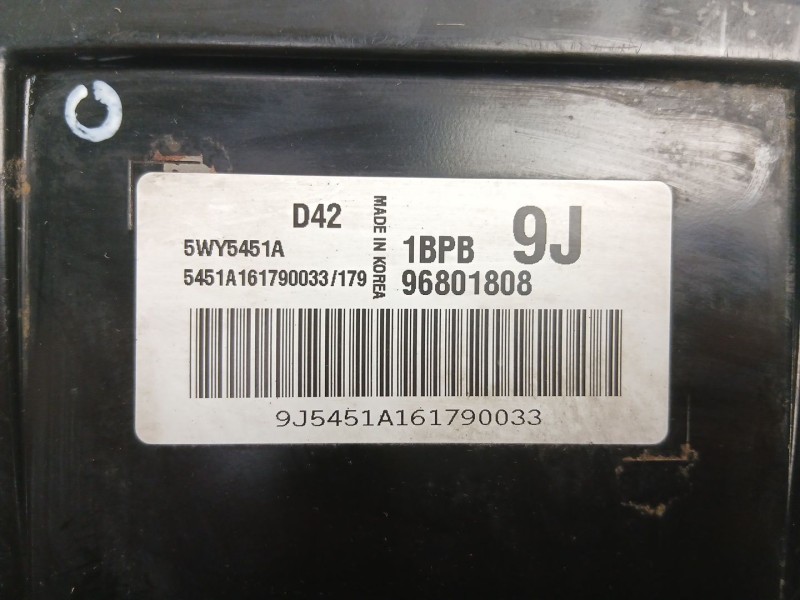 D42
5WY5451A
5451A161790033/179
MADE IN KOREA
1BPB 9J
96801808
9J5451A161790033